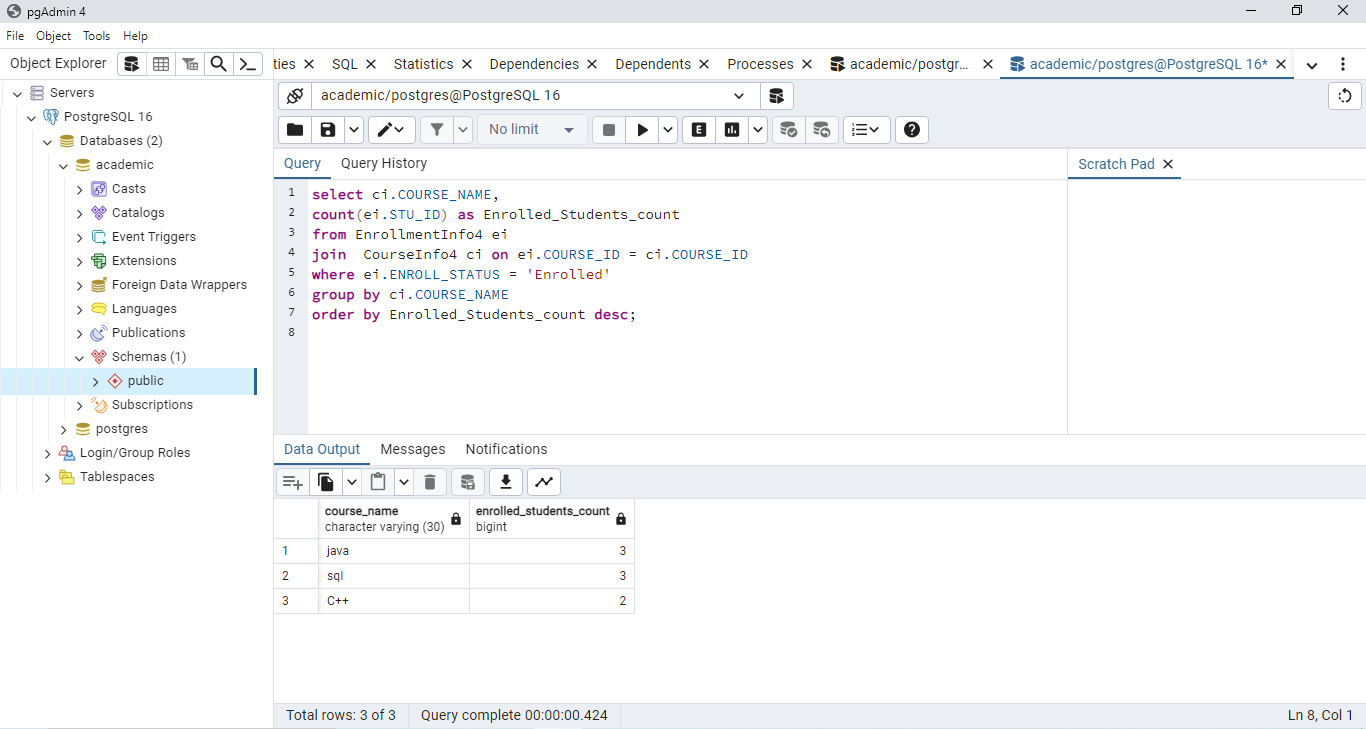 pgAdmin 4
File Object Tools Help
Object Explorer
ties SQL Statistics Dependencies Dependents Processes academic/postgr... academic/postgres@PostgreSQL 16*
Servers
PostgreSQL 16
Databases (2)
academic
Casts
Catalogs
Event Triggers
Extensions
Foreign Data Wrappers
Languages
Publications
Schemas (1)
public
Subscriptions
postgres
Login/Group Roles
Tablespaces
academic/postgres@PostgreSQL 16
No limit
E
Query Query History
Scratch Pad
1 select ci.COURSE_NAME,
2 count(ei.STU_ID) as Enrolled_Students_count
3 from EnrollmentInfo4 ei
4 join  CourseInfo4 ci on ei.COURSE_ID = ci.COURSE_ID
5 where ei.ENROLL_STATUS = 'Enrolled'
6 group by ci.COURSE_NAME
7 order by Enrolled_Students_count desc;
8
Data Output Messages Notifications
course_name enrolled_students_count
character varying (30) bigint
1 java 3
2 sql 3
3 C++ 2
Total rows: 3 of 3 Query complete 00:00:00.424 Ln 8, Col 1